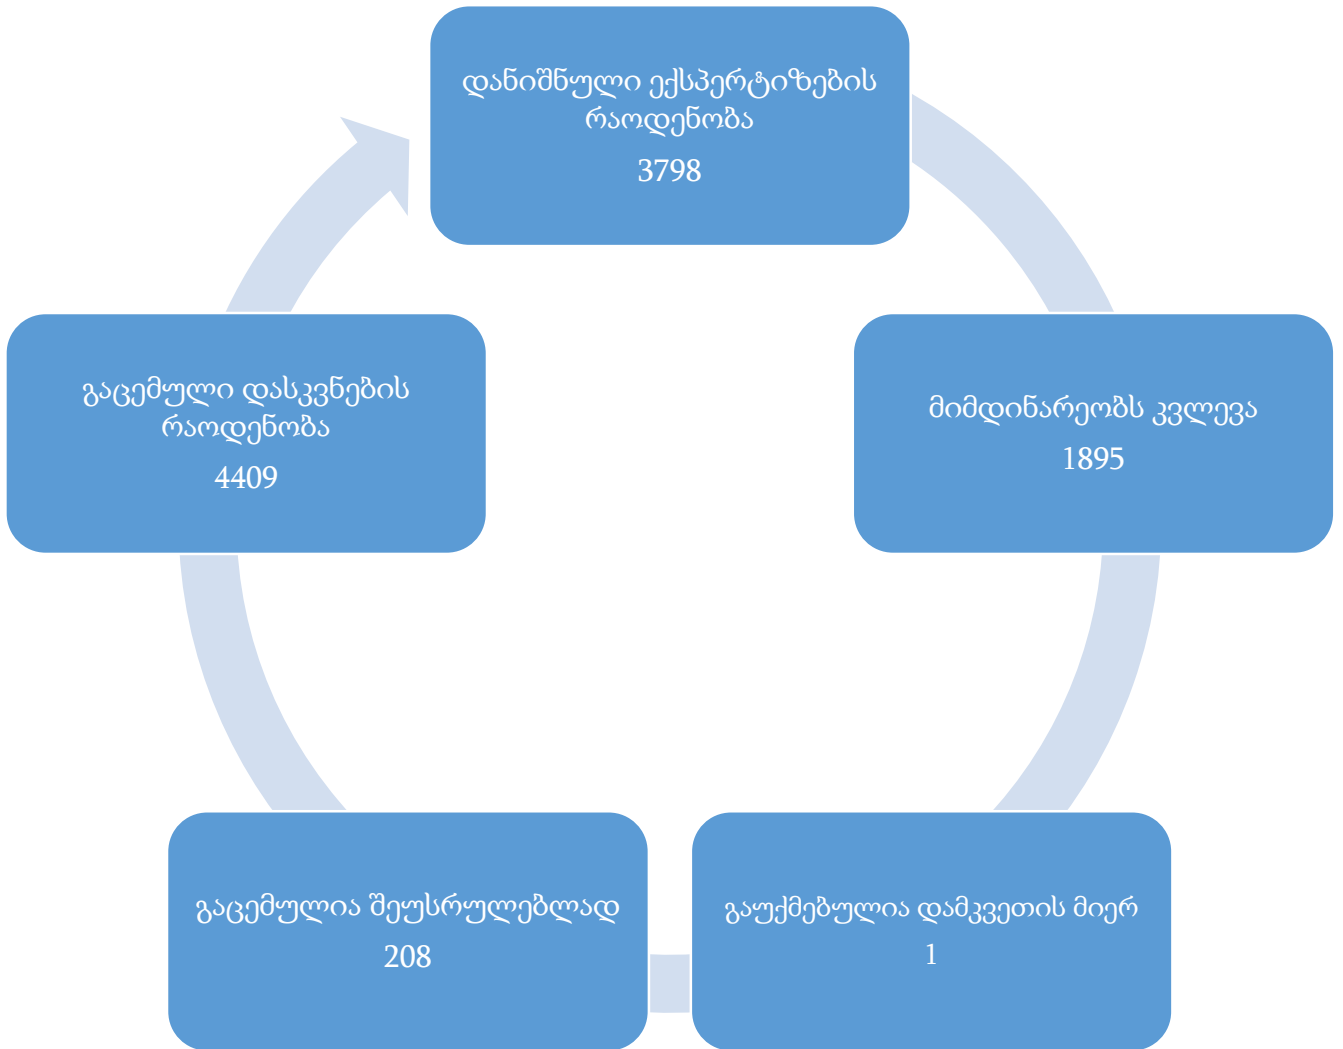 დანიშნული ექსპერტიზების
რაოდენობა
3798
მიმდინარეობს კვლევა
1895
გაუქმებულია დამკვეთის მიერ
1
გაცემულია შეუსრულებლად
208
გაცემული დასკვნების
რაოდენობა
4409